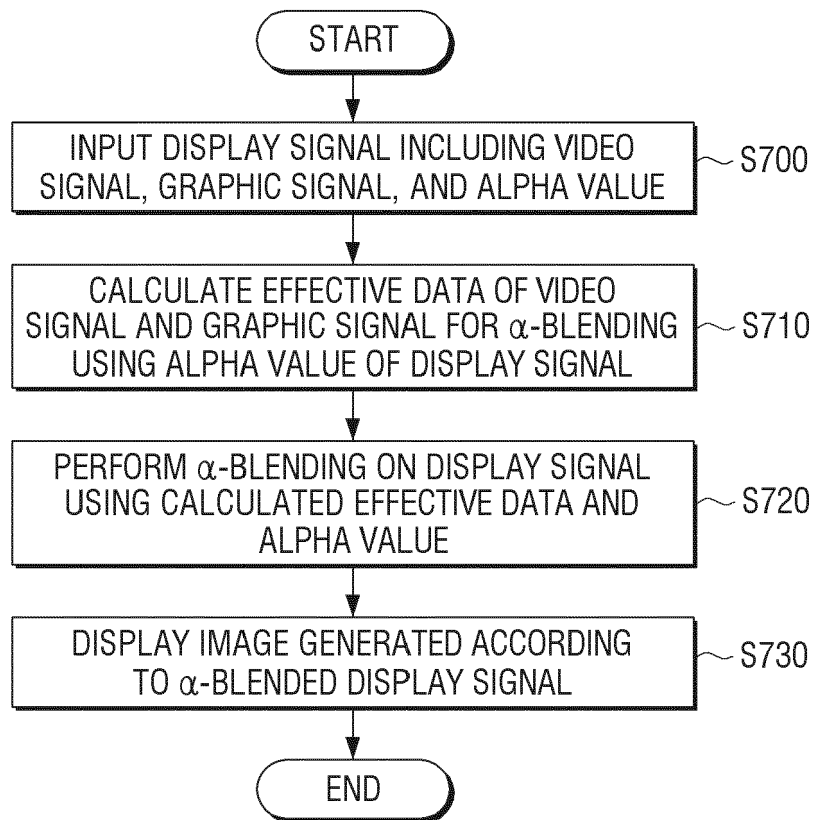 START
INPUT DISPLAY SIGNAL INCLUDING VIDEO
SIGNAL, GRAPHIC SIGNAL, AND ALPHA VALUE
S700
CALCULATE EFFECTIVE DATA OF VIDEO
SIGNAL AND GRAPHIC SIGNAL FOR α-BLENDING
USING ALPHA VALUE OF DISPLAY SIGNAL
S710
PERFORM α-BLENDING ON DISPLAY SIGNAL
USING CALCULATED EFFECTIVE DATA AND
ALPHA VALUE
S720
DISPLAY IMAGE GENERATED ACCORDING
TO α-BLENDED DISPLAY SIGNAL
S730
END